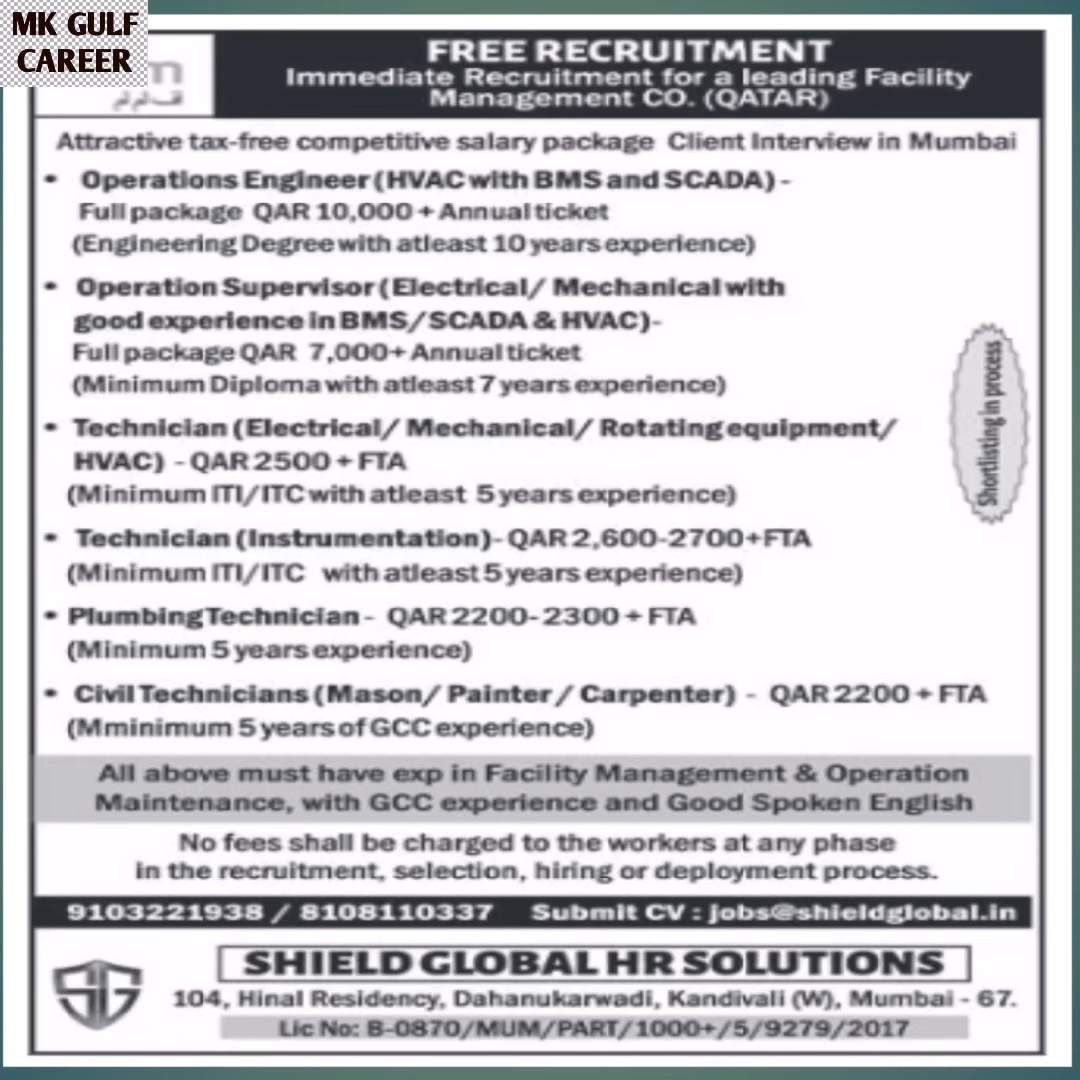 MK GULF
CAREER
FREE RECRUITMENT
Immediate Recruitment for a leading Facility
Management CO. (QATAR)
Attractive tax-free competitive salary package Client Interview in Mumbai
• Operations Engineer (HVAC with BMS and SCADA) -
Full package QAR 10,000 + Annual ticket
(Engineering Degree with atleast 10 years experience)
• Operation Supervisor (Electrical/ Mechanical with
good experience in BMS/SCADA & HVAC)-
Full package QAR 7,000+ Annual ticket
(Minimum Diploma with atleast 7 years experience)
• Technician (Electrical/ Mechanical/ Rotating equipment/
HVAC) - QAR 2500 + FTA
(Minimum ITI/ITC with atleast 5 years experience)
• Technician (Instrumentation)- QAR 2,600-2700+FTA
(Minimum ITI/ITC with atleast 5 years experience)
• Plumbing Technician - QAR 2200- 2300 + FTA
(Minimum 5 years experience)
• Civil Technicians (Mason/ Painter / Carpenter) - QAR 2200 + FTA
(Mminimum 5 years of GCC experience)
Shortlisting in process
All above must have exp in Facility Management & Operation
Maintenance, with GCC experience and Good Spoken English
No fees shall be charged to the workers at any phase
in the recruitment, selection, hiring or deployment process.
9103221938 / 8108110337 Submit CV : jobs@shieldglobal.in
SHIELD GLOBAL HR SOLUTIONS
104, Hinal Residency, Dahanukarwadi, Kandivali (W), Mumbai - 67.
Lic No: B-0870/MUM/PART/1000+/5/9279/2017